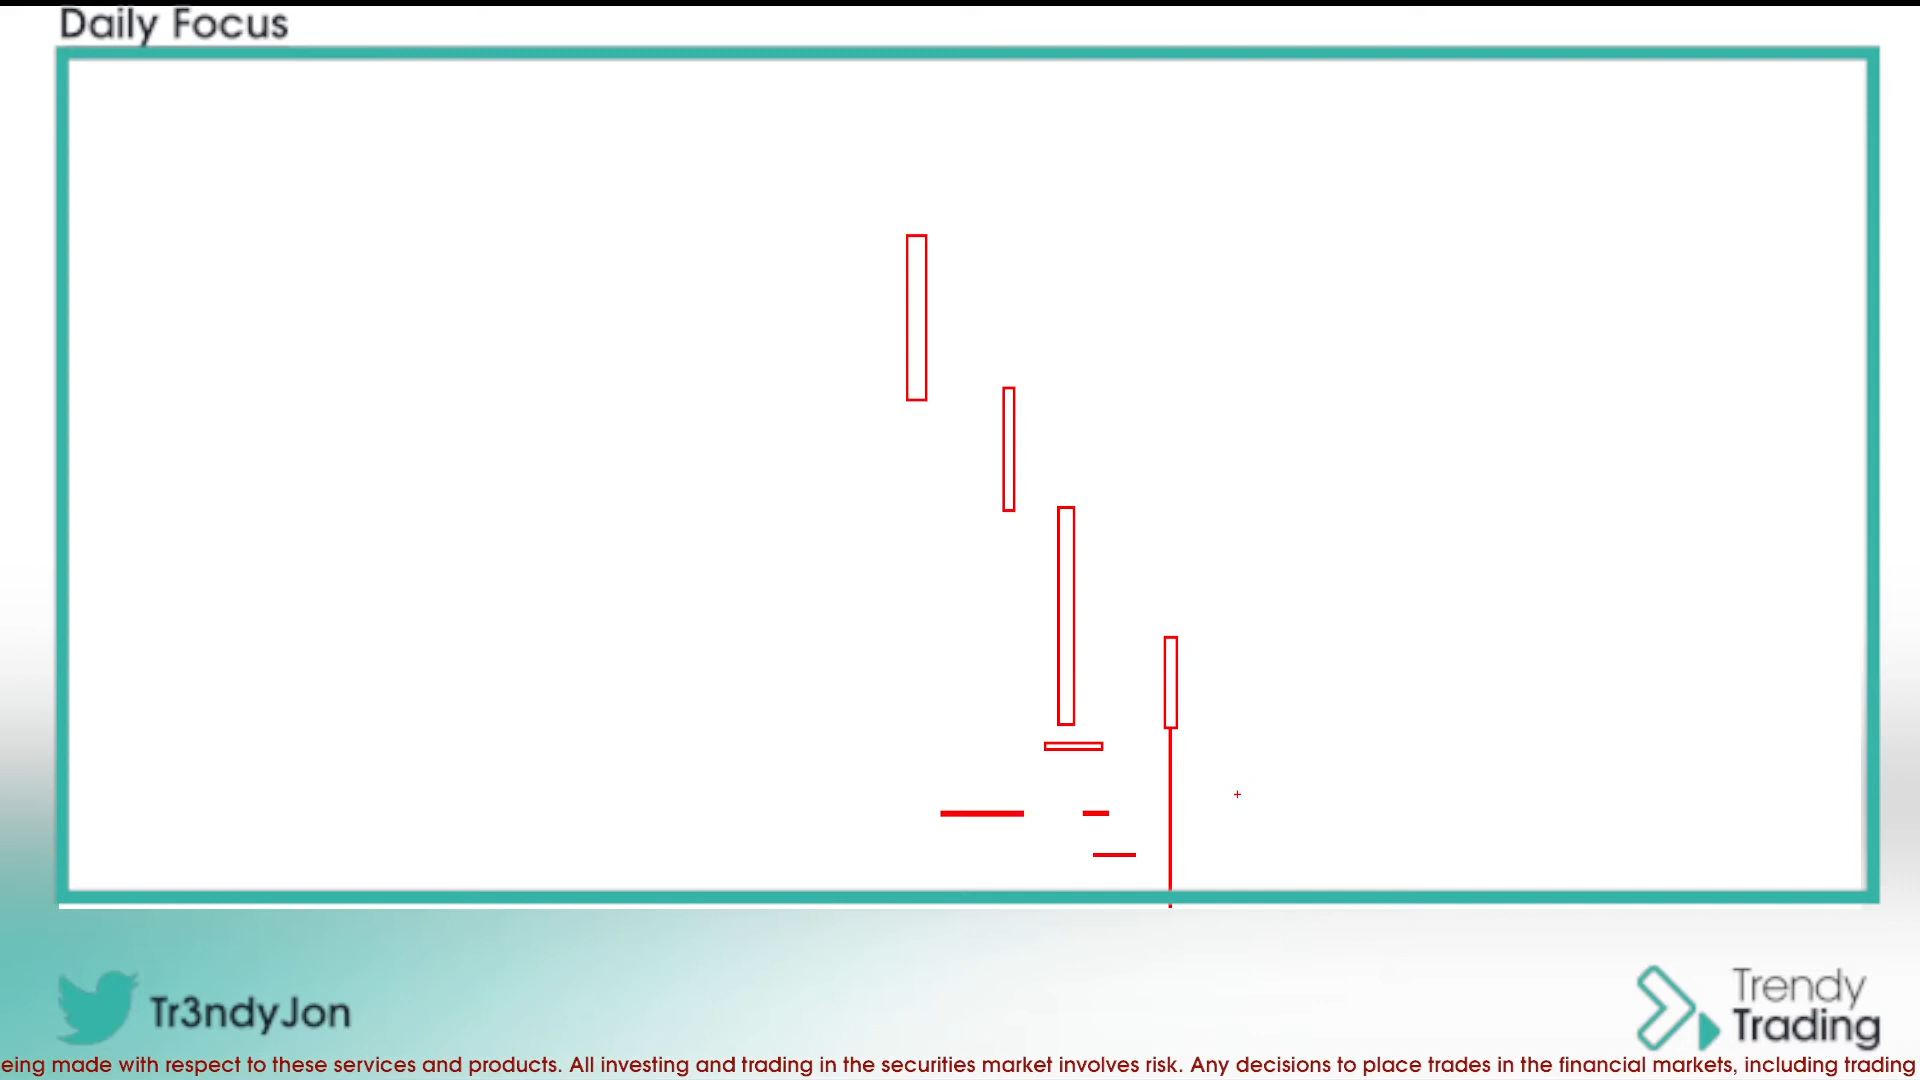 Daily Focus
Tr3ndyJon
Trendy
Trading
eing made with respect to these services and products. All investing and trading in the securities market involves risk. Any decisions to place trades in the financial markets, including trading